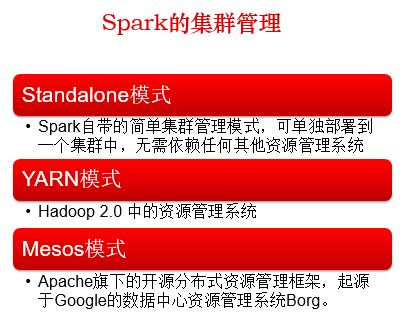 Spark的集群管理
Standalone模式
• Spark自带的简单集群管理模式，可单独部署到
一个集群中，无需依赖任何其他资源管理系统
YARN模式
• Hadoop 2.0 中的资源管理系统
Mesos模式
• Apache旗下的开源分布式资源管理框架，起源
于Google的数据中心资源管理系统Borg。